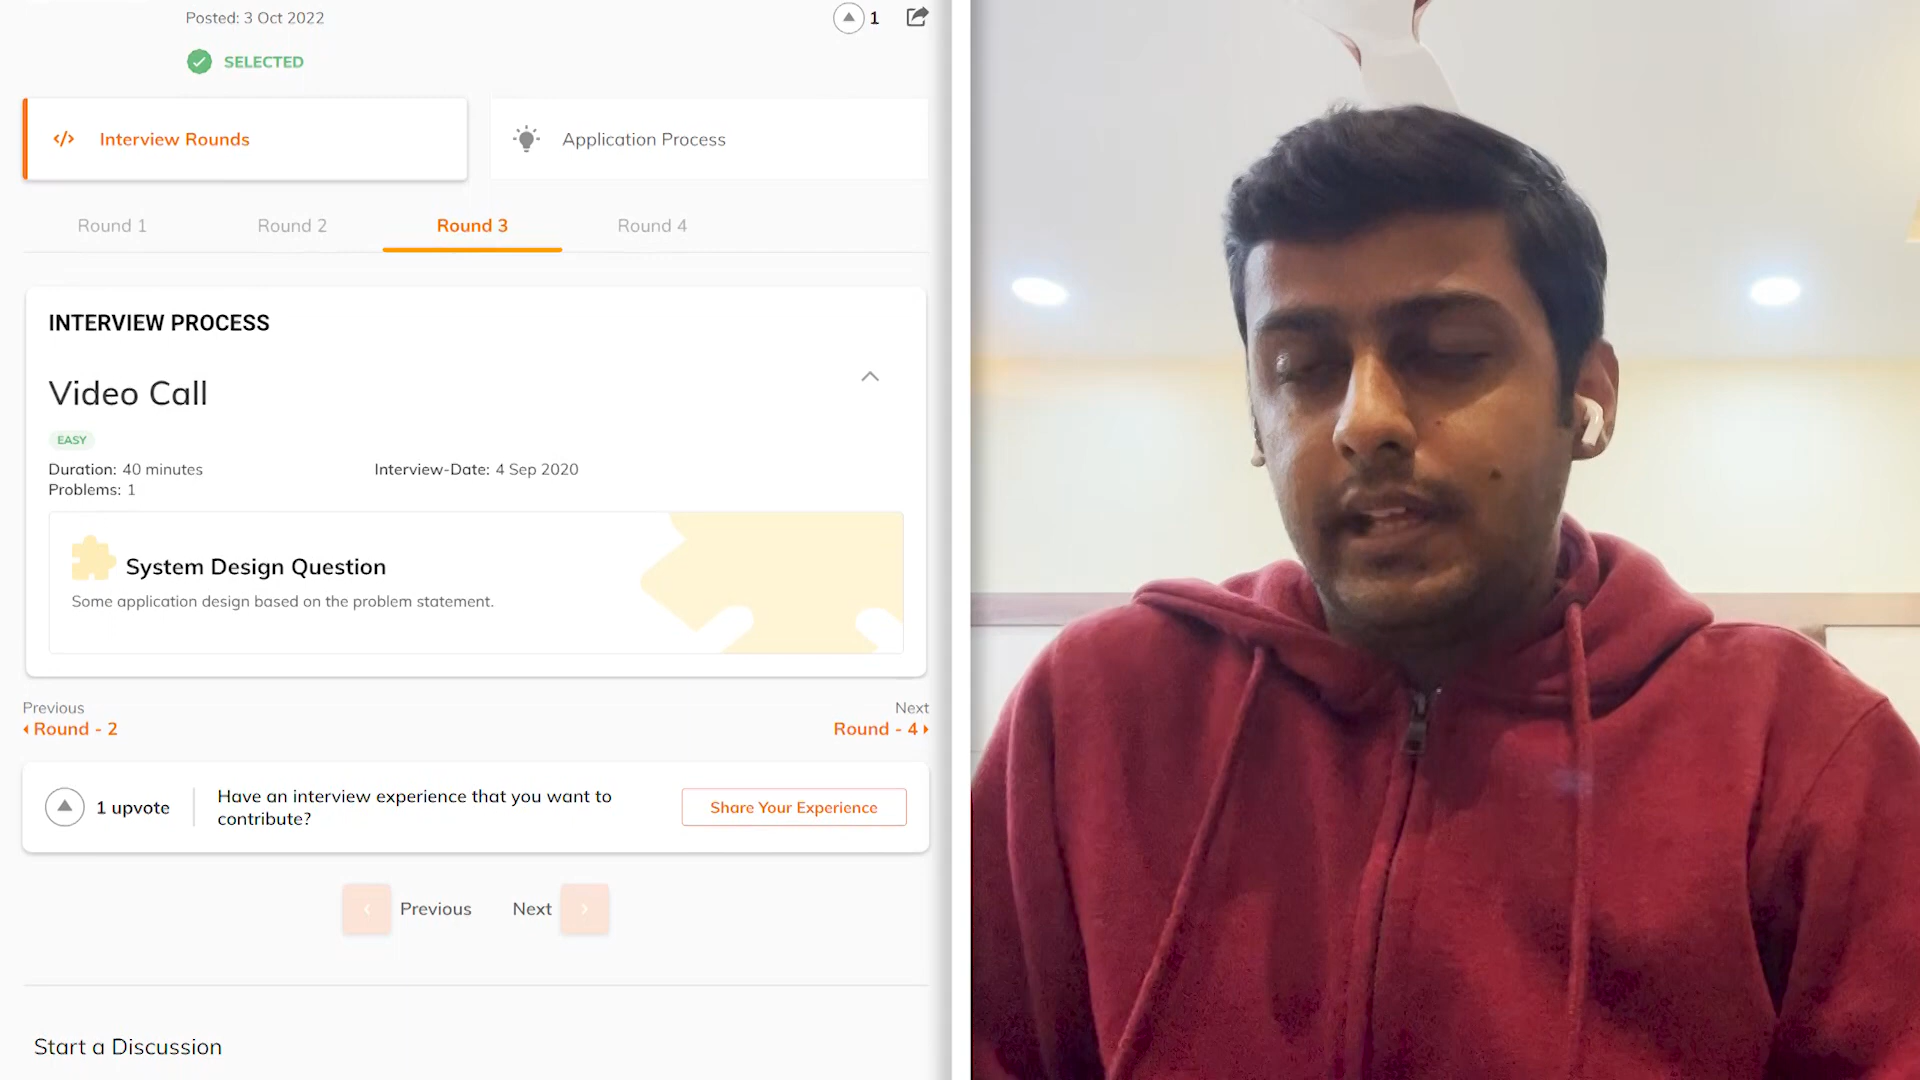 Posted: 3 Oct 2022
1
SELECTED
</> Interview Rounds
Application Process
Round 1
Round 2
Round 3
Round 4
INTERVIEW PROCESS
Video Call
EASY
Duration: 40 minutes
Interview-Date: 4 Sep 2020
Problems: 1
System Design Question
Some application design based on the problem statement.
Previous
Round - 2
Next
Round - 4
1 upvote
Have an interview experience that you want to
contribute?
Share Your Experience
Previous
Next
Start a Discussion